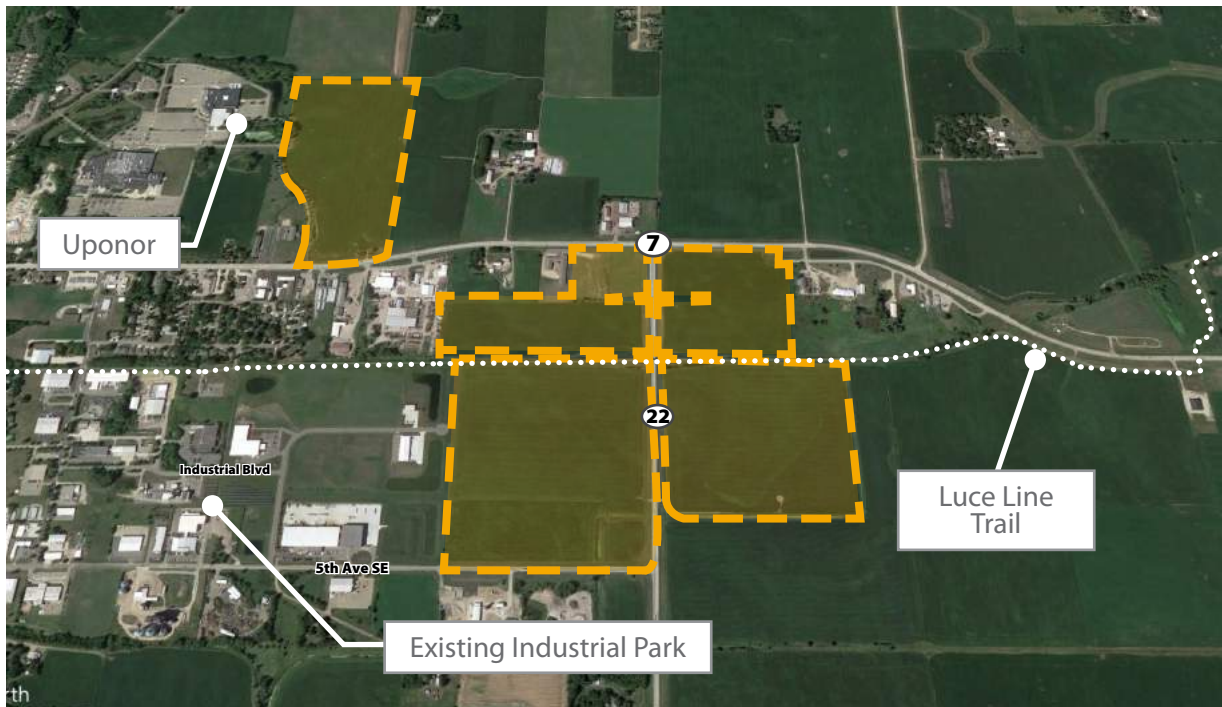 7
Uponor
22
Industrial Blvd
Luce Line
Trail
5th Ave SE
Existing Industrial Park
rth